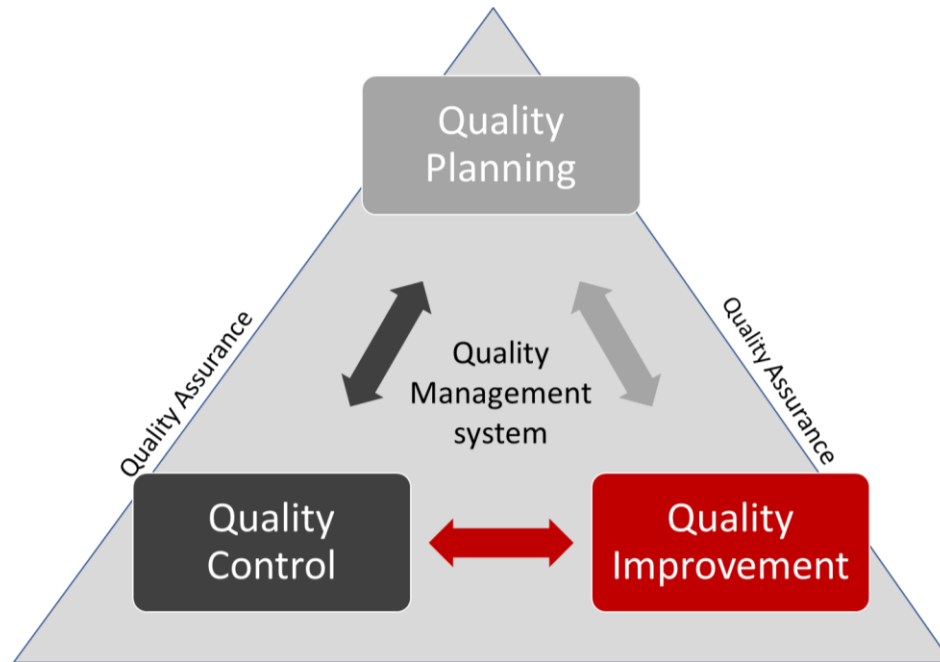 Quality
Planning
Quality Assurance
Quality Assurance
Quality
Management
system
Quality
Control
Quality
Improvement